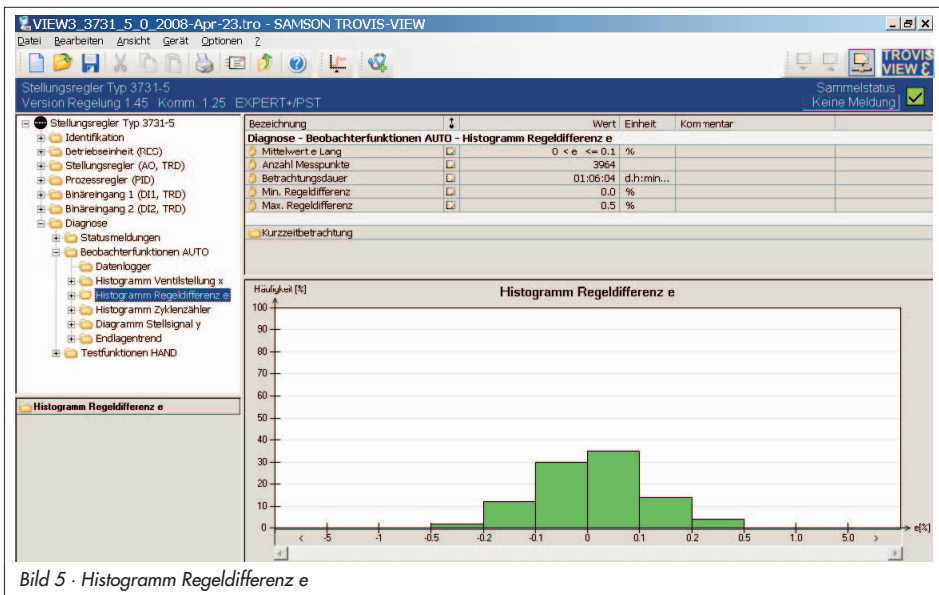 VIEW3_3731_5_0_2008-Apr-23.tro - SAMSON TROVIS-VIEW
Datei Bearbeiten Ansicht Gerät Optionen ?
TROVIS
VIEW 3
Stellungsregler Typ 3731-5
Version Regelung 1.45 Komm. 1.25 EXPERT+/PST
Sammelstatus
Keine Meldung
Stellungsregler Typ 3731-5
Identifikation
Betriebseinheit (REG)
Stellungsregler (AO, TRD)
Prozessregler (PID)
Binäreingang 1 (DI1, TRD)
Binäreingang 2 (DI2, TRD)
Diagnose
Statusmeldungen
Beobachterfunktionen AUTO
Datenlogger
Histogramm Ventilstellung x
Histogramm Regeldifferenz e
Histogramm Zyklenzähler
Diagramm Stellsignal y
Endlagentrend
Testfunktionen HAND
Histogramm Regeldifferenz e
Bezeichnung Wert Einheit Kommentar
Diagnose - Beobachterfunktionen AUTO - Histogramm Regeldifferenz e
Mittelwert e Lang 0 < e <= 0.1 %
Anzahl Messpunkte 3964
Betrachtungsdauer 01:06:04 d.h:min...
Min. Regeldifferenz 0.0 %
Max. Regeldifferenz 0.5 %
Kurzzeitbetrachtung
Histogramm Regeldifferenz e
Häufigkeit [%]
100
90
80
70
60
50
40
30
20
10
0
< -5 -1 -0.5 -0.2 -0.1 0 0.1 0.2 0.5 1.0 5.0 > e[%]
Bild 5 · Histogramm Regeldifferenz e